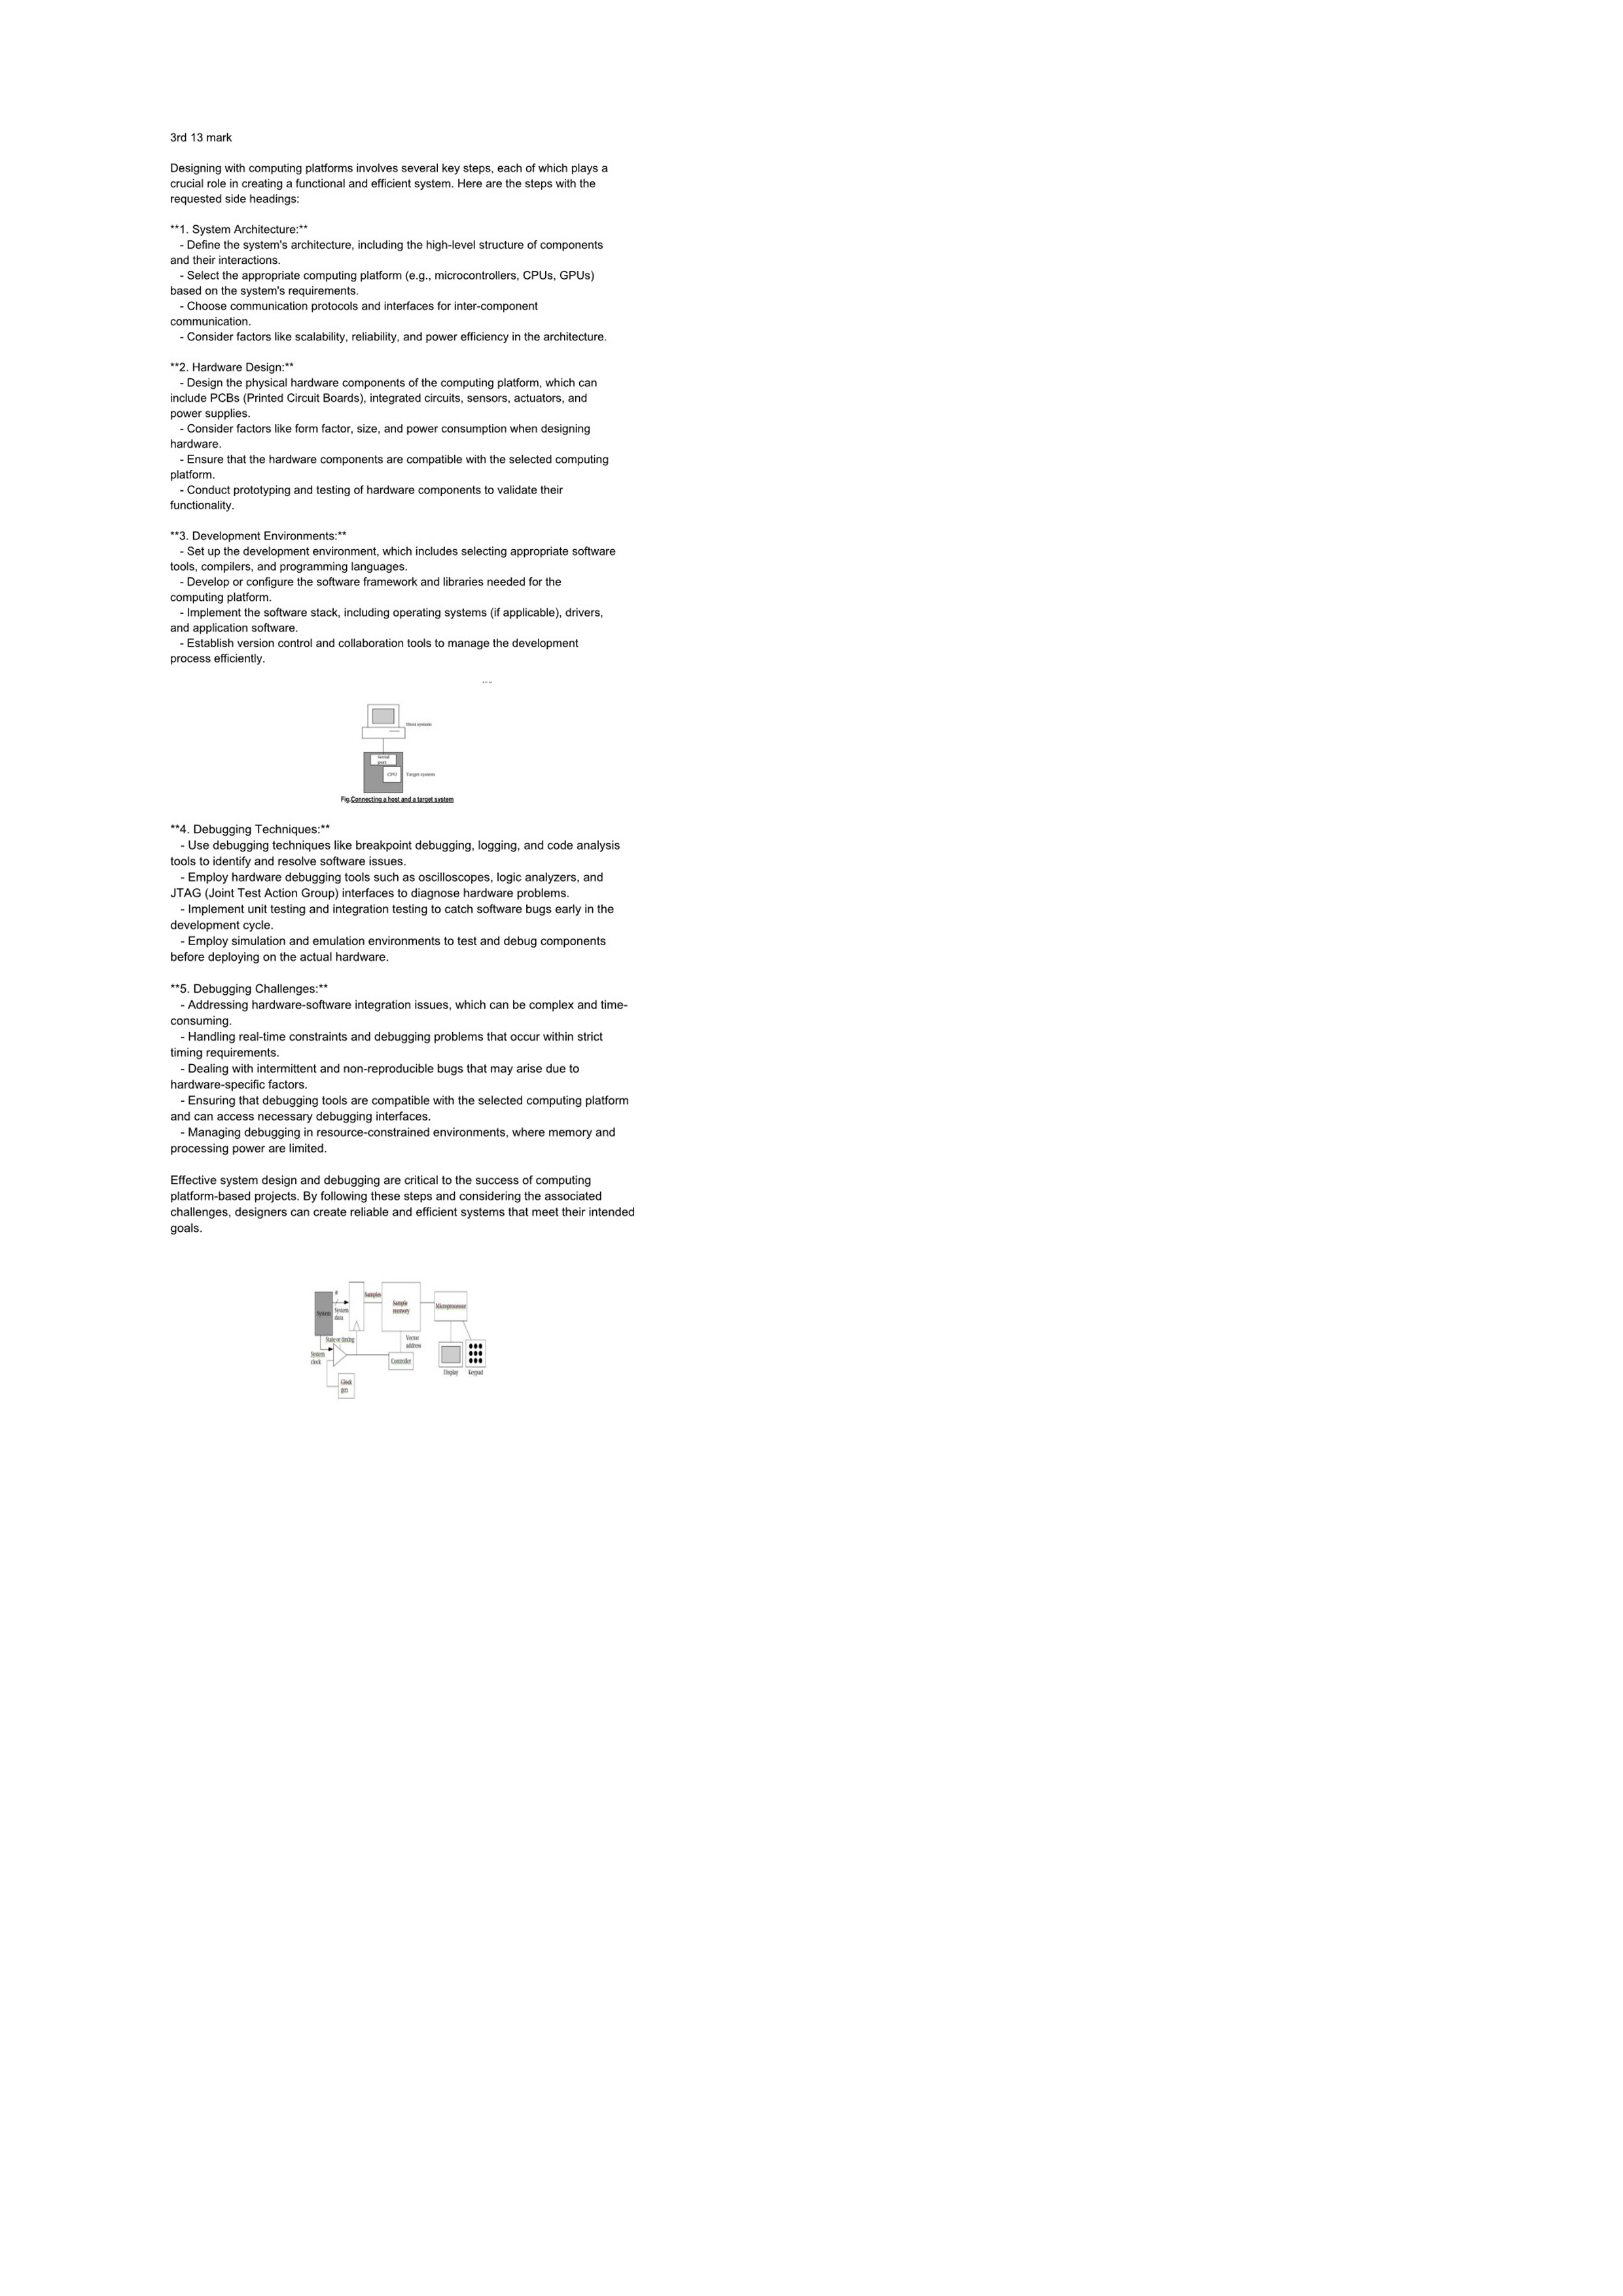 3rd 13 mark
Designing with computing platforms involves several key steps, each of which plays a
crucial role in creating a functional and efficient system. Here are the steps with the
requested side headings:
**1. System Architecture:**
- Define the system's architecture, including the high-level structure of components
and their interactions.
- Select the appropriate computing platform (e.g., microcontrollers, CPUs, GPUs)
based on the system's requirements.
- Choose communication protocols and interfaces for inter-component
communication.
- Consider factors like scalability, reliability, and power efficiency in the architecture.
**2. Hardware Design:**
- Design the physical hardware components of the computing platform, which can
include PCBs (Printed Circuit Boards), integrated circuits, sensors, actuators, and
power supplies.
- Consider factors like form factor, size, and power consumption when designing
hardware.
- Ensure that the hardware components are compatible with the selected computing
platform.
- Conduct prototyping and testing of hardware components to validate their
functionality.
**3. Development Environments:**
- Set up the development environment, which includes selecting appropriate software
tools, compilers, and programming languages.
- Develop or configure the software framework and libraries needed for the
computing platform.
- Implement the software stack, including operating systems (if applicable), drivers,
and application software.
- Establish version control and collaboration tools to manage the development
process efficiently.
Host system
Serial
port
CPU
Target system
Fig.Connecting a host and a target system
**4. Debugging Techniques:**
- Use debugging techniques like breakpoint debugging, logging, and code analysis
tools to identify and resolve software issues.
- Employ hardware debugging tools such as oscilloscopes, logic analyzers, and
JTAG (Joint Test Action Group) interfaces to diagnose hardware problems.
- Implement unit testing and integration testing to catch software bugs early in the
development cycle.
- Employ simulation and emulation environments to test and debug components
before deploying on the actual hardware.
**5. Debugging Challenges:**
- Addressing hardware-software integration issues, which can be complex and time-
consuming.
- Handling real-time constraints and debugging problems that occur within strict
timing requirements.
- Dealing with intermittent and non-reproducible bugs that may arise due to
hardware-specific factors.
- Ensuring that debugging tools are compatible with the selected computing platform
and can access necessary debugging interfaces.
- Managing debugging in resource-constrained environments, where memory and
processing power are limited.
Effective system design and debugging are critical to the success of computing
platform-based projects. By following these steps and considering the associated
challenges, designers can create reliable and efficient systems that meet their intended
goals.
System
System
data
Samples
Sample
memory
Microprocessor
State or timing
System
clock
Vector
address
Controller
Display
Keypad
Clock
gen